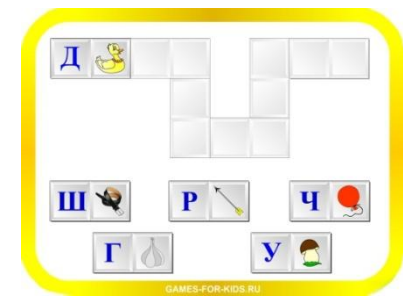 Д
Ш Р Ч
Г У
GAMES-FOR-KIDS.RU